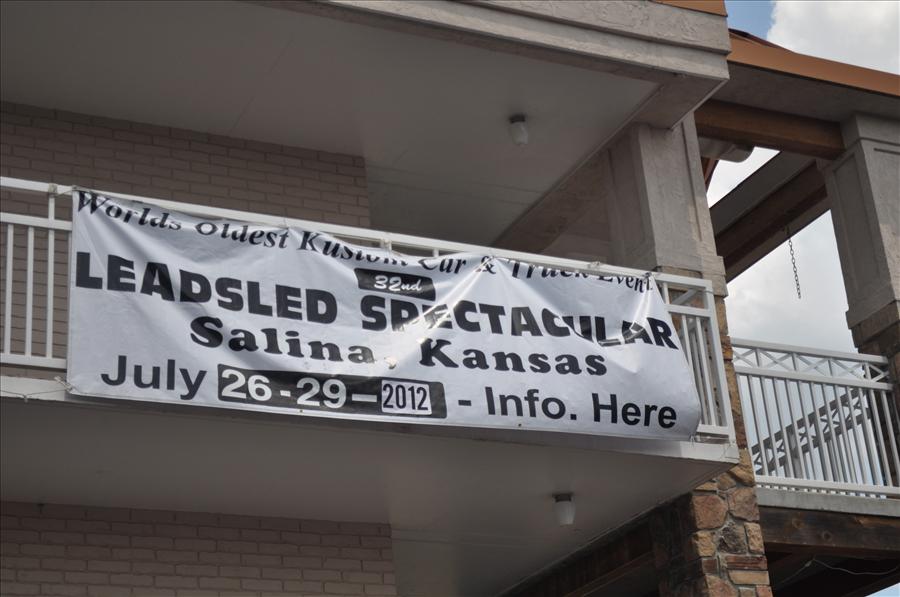 Worlds Oldest Kustom Car & Truck Event
32nd
LEADSLED SPECTACULAR
Salina, Kansas
July 26-29-2012 - Info. Here